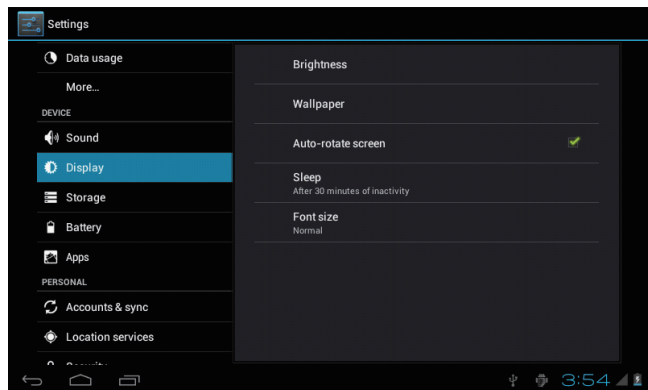 Settings
Data usage
More...
DEVICE
Sound
Display
Storage
Battery
Apps
PERSONAL
Accounts & sync
Location services
Brightness
Wallpaper
Auto-rotate screen
Sleep
After 30 minutes of inactivity
Font size
Normal
3:54